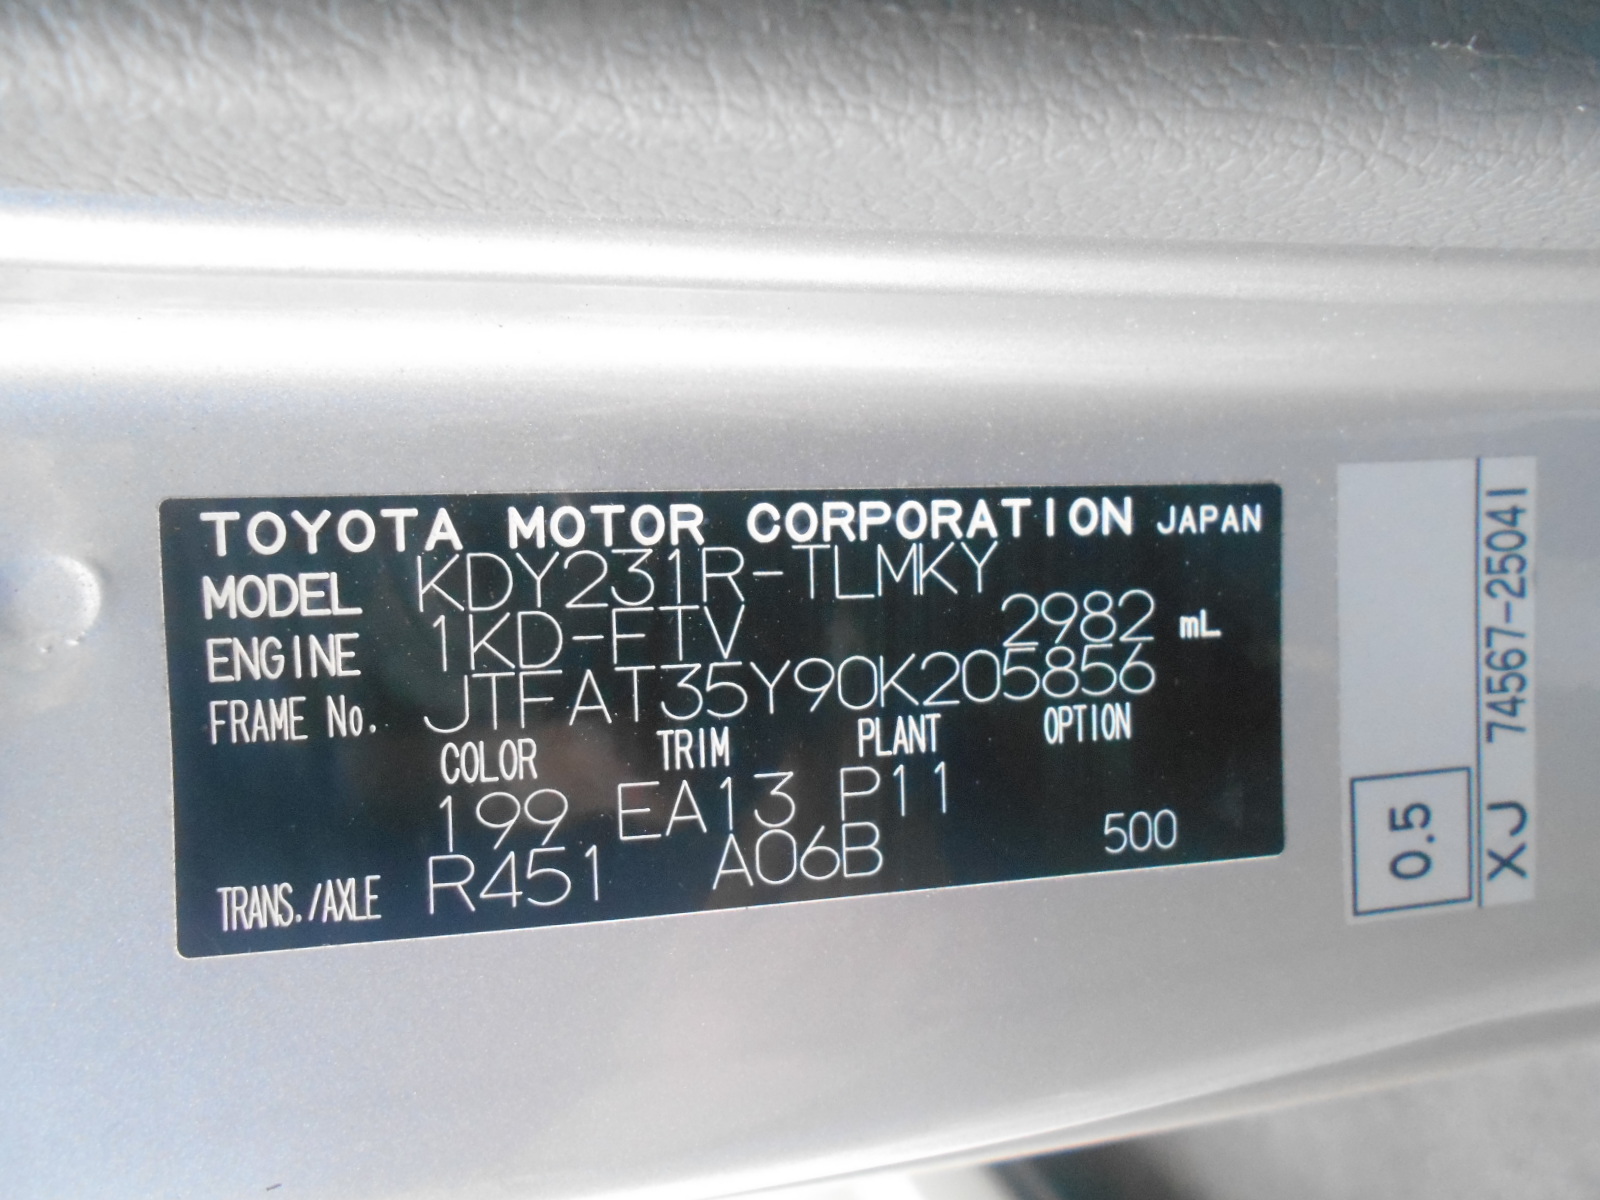 TOYOTA MOTOR CORPORATION JAPAN
MODEL KDY231R-TLMKY
ENGINE 1KD-FTV 2982 mL
FRAME No. JTFAT35Y90K205856
COLOR TRIM PLANT OPTION
199 EA13 P11
TRANS./AXLE R451 A06B 500
0.5
XJ 74567-25041